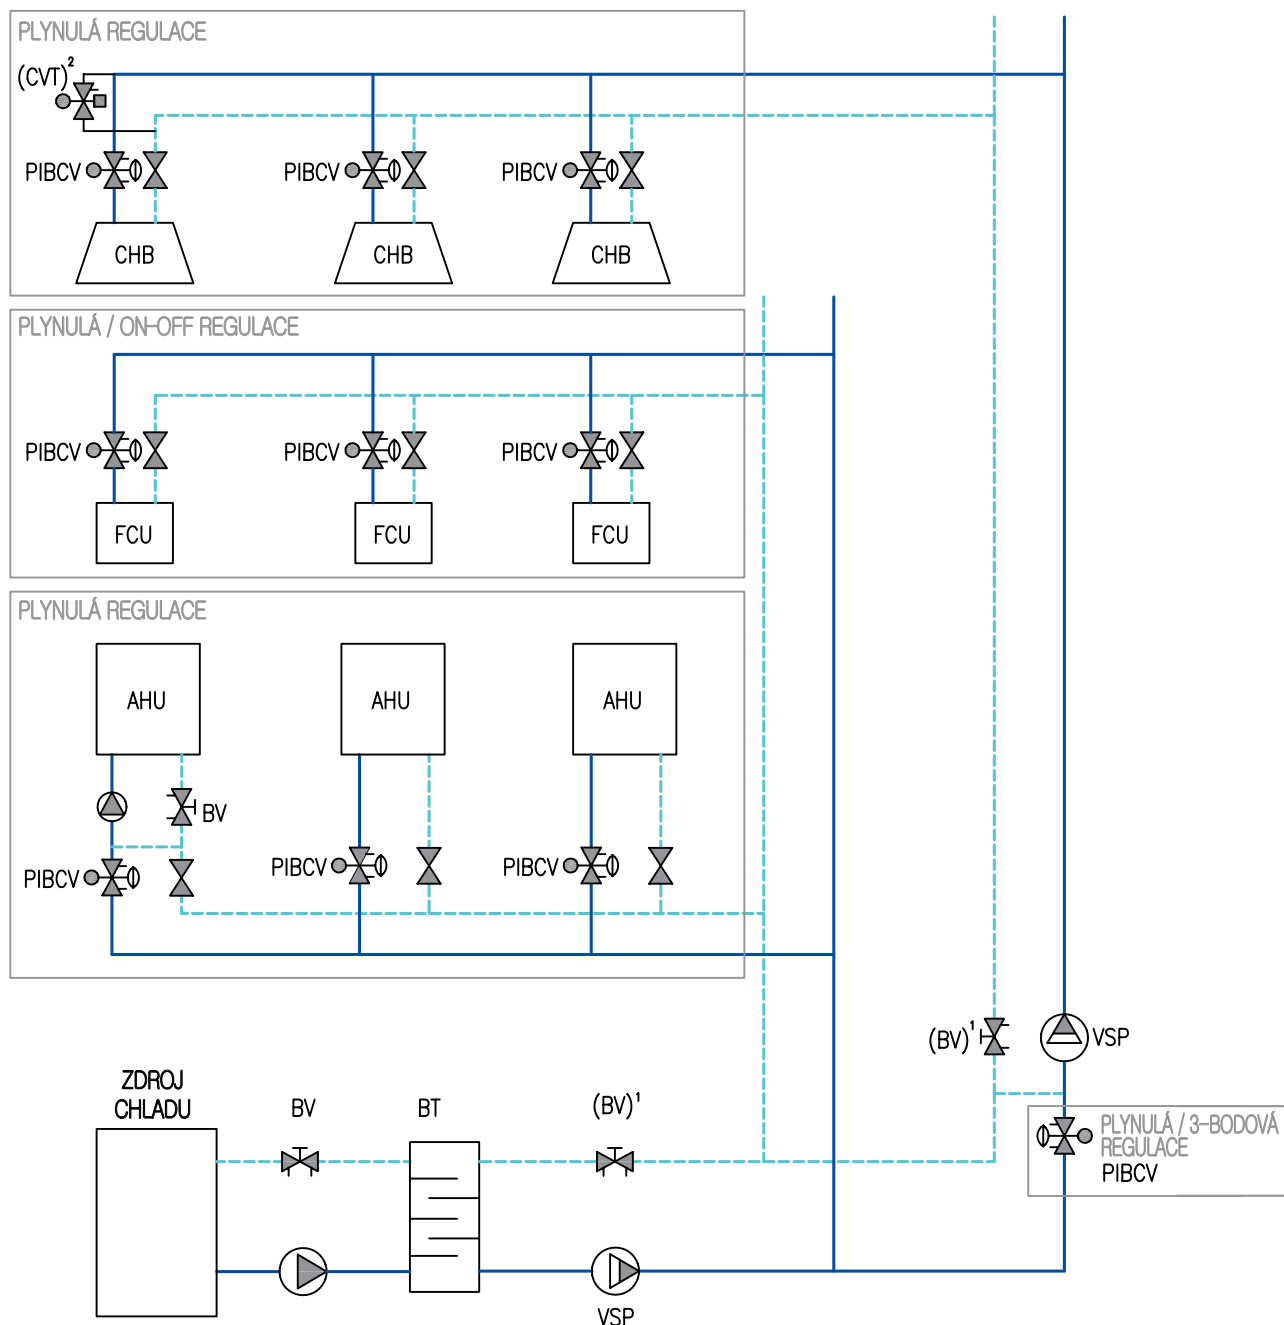 PLYNULÁ REGULACE
(CVT)²
PIBCV PIBCV PIBCV
CHB CHB CHB
PLYNULÁ / ON-OFF REGULACE
PIBCV PIBCV PIBCV
FCU FCU FCU
PLYNULÁ REGULACE
AHU AHU AHU
BV
PIBCV PIBCV PIBCV
(BV)¹ VSP
ZDROJ
CHLADU
BV BT (BV)¹
PLYNULÁ / 3-BODOVÁ
REGULACE
PIBCV
VSP